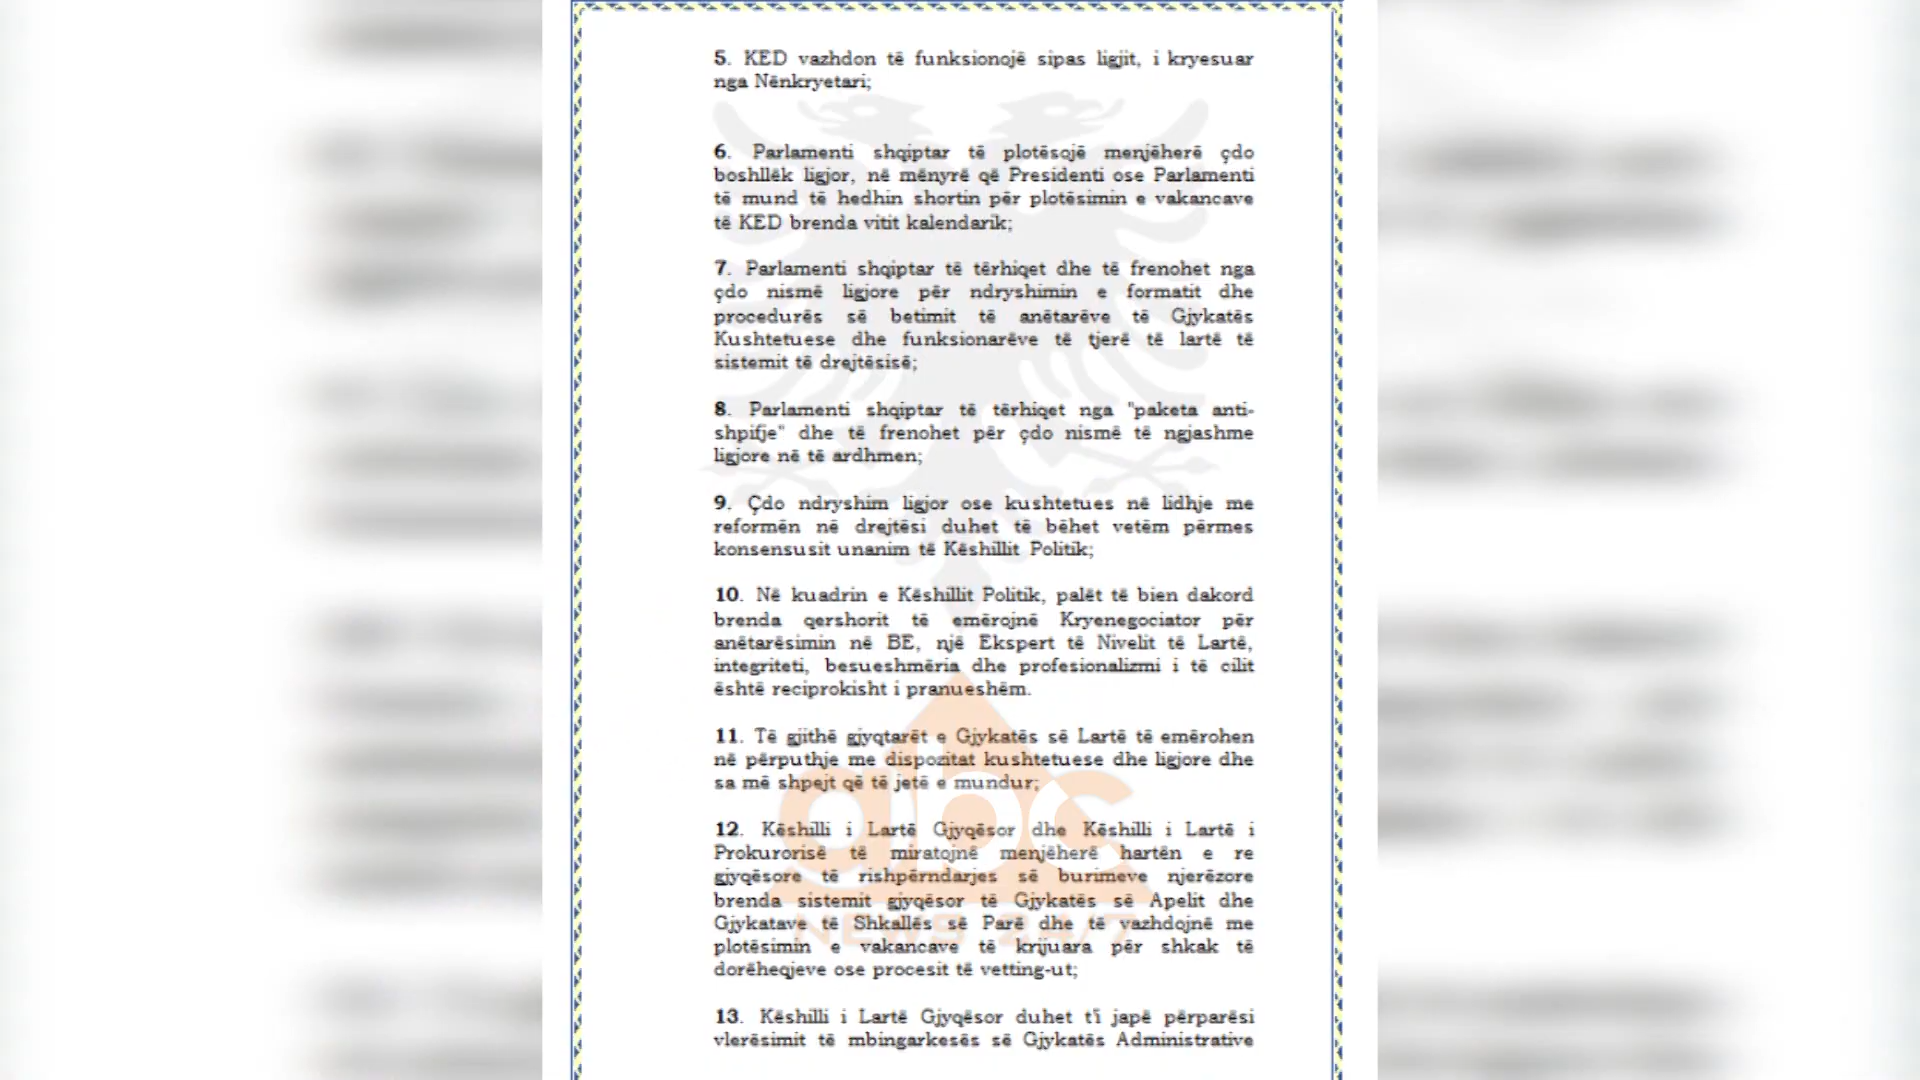 5. KED vazhdon të funksionojë sipas ligjit, i kryesuar
nga Nënkryetari;
6. Parlamenti shqiptar të plotësojë menjëherë çdo
boshllëk ligjor, në mënyrë që Presidenti ose Parlamenti
të mund të hedhin shortin për plotësimin e vakancave
të KED brenda vitit kalendarik;
7. Parlamenti shqiptar të tërhiqet dhe të frenohet nga
çdo nismë ligjore për ndryshimin e formatit dhe
procedurës së betimit të anëtarëve të Gjykatës
Kushtetuese dhe funksionarëve të tjerë të lartë të
sistemit të drejtësisë;
8. Parlamenti shqiptar të tërhiqet nga "paketa anti-
shpifje" dhe të frenohet për çdo nismë të ngjashme
ligjore në të ardhmen;
9. Çdo ndryshim ligjor ose kushtetues në lidhje me
reformën në drejtësi duhet të bëhet vetëm përmes
konsensusit unanim të Këshillit Politik;
10. Në kuadrin e Këshillit Politik, palët të bien dakord
brenda qershorit të emërojnë Kryenegociator për
anëtarësimin në BE, një Ekspert të Nivelit të Lartë,
integriteti, besueshmëria dhe profesionalizmi i të cilit
është reciprokisht i pranueshëm.
11. Të gjithë gjyqtarët e Gjykatës së Lartë të emërohen
në përputhje me dispozitat kushtetuese dhe ligjore dhe
sa më shpejt që të jetë e mundur;
12. Këshilli i Lartë Gjyqësor dhe Këshilli i Lartë i
Prokurorisë të miratojnë menjëherë hartën e re
gjyqësore të rishpërndarjes së burimeve njerëzore
brenda sistemit gjyqësor të Gjykatës së Apelit dhe
Gjykatave të Shkallës së Parë dhe të vazhdojnë me
plotësimin e vakancave të krijuara për shkak të
dorëheqjeve ose procesit të vetting-ut;
13. Këshilli i Lartë Gjyqësor duhet t'i japë përparësi
vlerësimit të mbingarkesës së Gjykatës Administrative
abc
NEWS 24/7